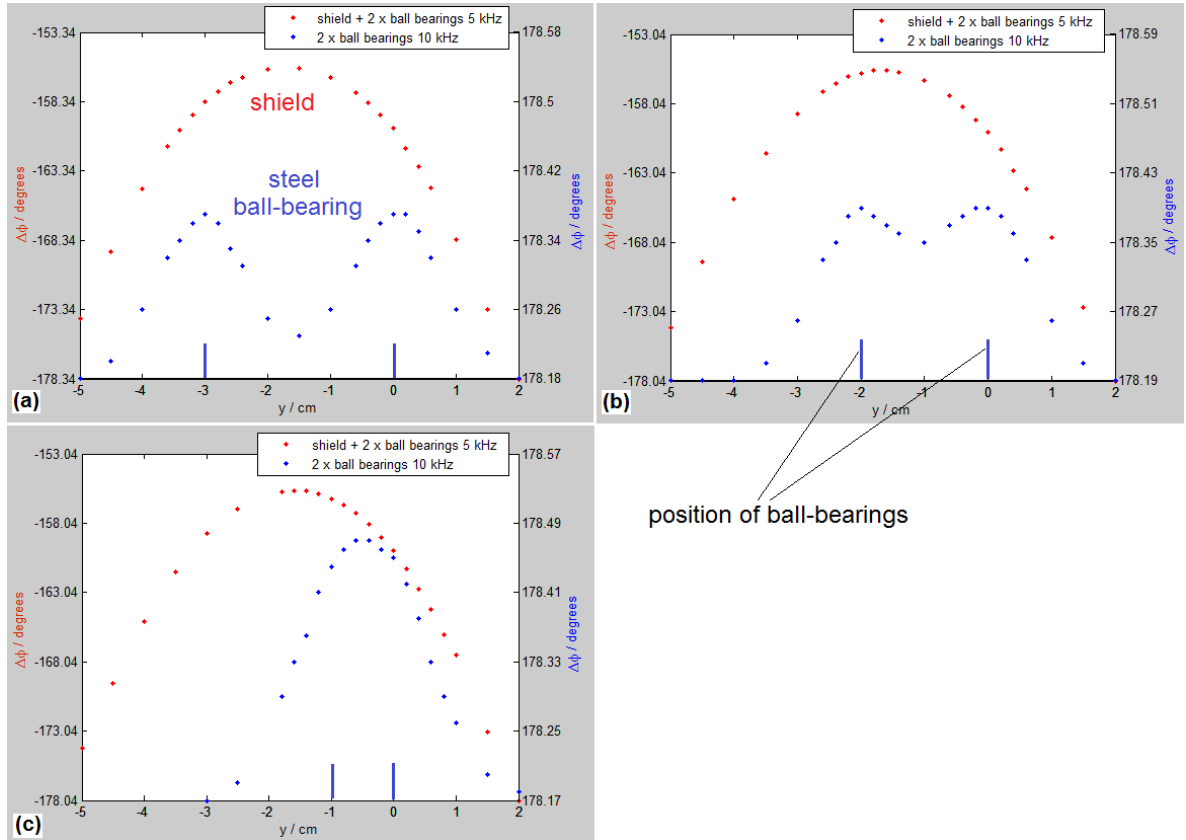 shield + 2 x ball bearings 5 kHz
2 x ball bearings 10 kHz
-153.34
-158.34
-163.34
-168.34
-173.34
-178.34
178.58
178.5
178.42
178.34
178.26
178.18
Δϕ / degrees
Δϕ / degrees
shield
steel
ball-bearing
-5 -4 -3 -2 -1 0 1 2
y / cm
(a)
shield + 2 x ball bearings 5 kHz
2 x ball bearings 10 kHz
-153.04
-158.04
-163.04
-168.04
-173.04
-178.04
178.59
178.51
178.43
178.35
178.27
178.19
Δϕ / degrees
Δϕ / degrees
-5 -4 -3 -2 -1 0 1 2
y / cm
(b)
position of ball-bearings
shield + 2 x ball bearings 5 kHz
2 x ball bearings 10 kHz
-153.04
-158.04
-163.04
-168.04
-173.04
-178.04
178.57
178.49
178.41
178.33
178.25
178.17
Δϕ / degrees
Δϕ / degrees
-5 -4 -3 -2 -1 0 1 2
y / cm
(c)